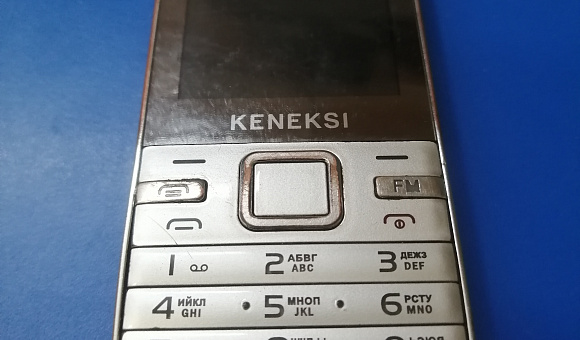 KENEKSI
FM
1 2 АБВГ 3 ДЕЖЗ
ABC DEF
4 ИЙКЛ 5 МНОП 6 РСТУ
GHI JKL MNO